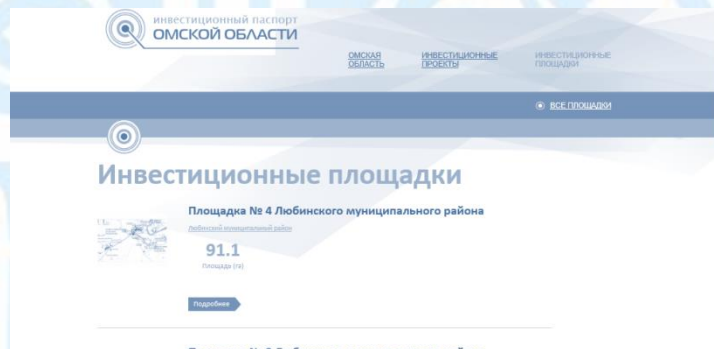 инвестиционный паспорт
ОМСКОЙ ОБЛАСТИ
ОМСКАЯ
ОБЛАСТЬ
ИНВЕСТИЦИОННЫЕ
ПРОЕКТЫ
ИНВЕСТИЦИОННЫЕ
ПЛОЩАДКИ
ВСЕ ПЛОЩАДКИ
Инвестиционные площадки
Площадка № 4 Любинского муниципального района
Любинский муниципальный район
91.1
Площадь (га)
Подробнее